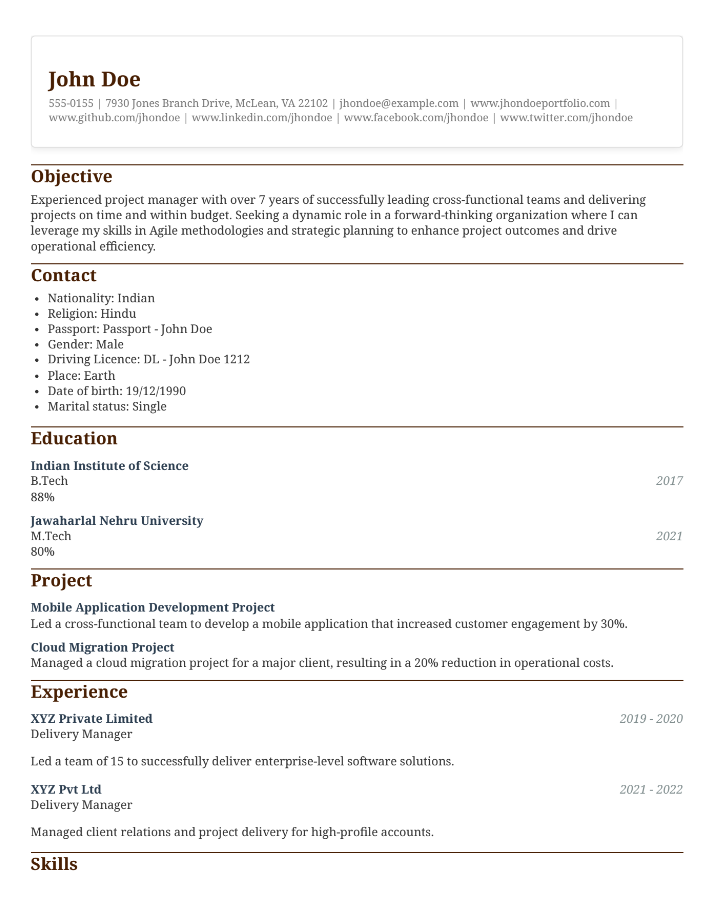 John Doe
555-0155 | 7930 Jones Branch Drive, McLean, VA 22102 | jhondoe@example.com | www.jhondoeportfolio.com |
www.github.com/jhondoe | www.linkedin.com/jhondoe | www.facebook.com/jhondoe | www.twitter.com/jhondoe
Objective
Experienced project manager with over 7 years of successfully leading cross-functional teams and delivering
projects on time and within budget. Seeking a dynamic role in a forward-thinking organization where I can
leverage my skills in Agile methodologies and strategic planning to enhance project outcomes and drive
operational efficiency.
Contact
• Nationality: Indian
• Religion: Hindu
• Passport: Passport - John Doe
• Gender: Male
• Driving Licence: DL - John Doe 1212
• Place: Earth
• Date of birth: 19/12/1990
• Marital status: Single
Education
Indian Institute of Science
B.Tech 2017
88%
Jawaharlal Nehru University
M.Tech 2021
80%
Project
Mobile Application Development Project
Led a cross-functional team to develop a mobile application that increased customer engagement by 30%.
Cloud Migration Project
Managed a cloud migration project for a major client, resulting in a 20% reduction in operational costs.
Experience
XYZ Private Limited 2019 - 2020
Delivery Manager
Led a team of 15 to successfully deliver enterprise-level software solutions.
XYZ Pvt Ltd 2021 - 2022
Delivery Manager
Managed client relations and project delivery for high-profile accounts.
Skills